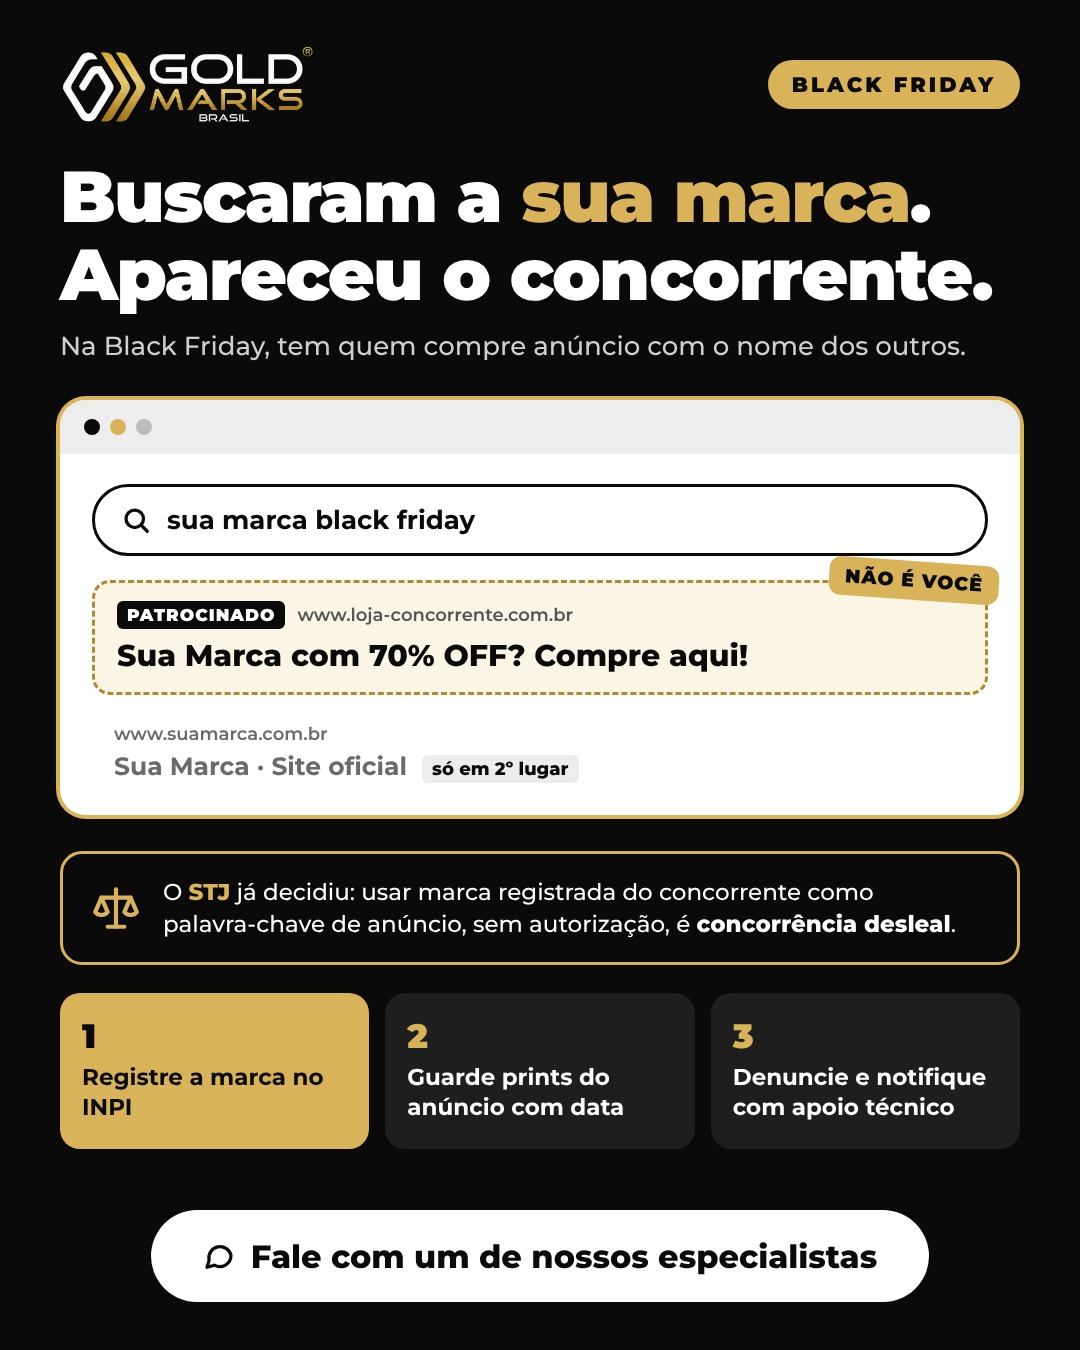 GOLD
MARKS
BRASIL
®
BLACK FRIDAY
Buscaram a sua marca.
Apareceu o concorrente.
Na Black Friday, tem quem compre anúncio com o nome dos outros.
sua marca black friday
NÃO É VOCÊ
PATROCINADO www.loja-concorrente.com.br
Sua Marca com 70% OFF? Compre aqui!
www.suamarca.com.br
Sua Marca · Site oficial só em 2º lugar
O STJ já decidiu: usar marca registrada do concorrente como
palavra-chave de anúncio, sem autorização, é concorrência desleal.
1
Registre a marca no
INPI
2
Guarde prints do
anúncio com data
3
Denuncie e notifique
com apoio técnico
Fale com um de nossos especialistas